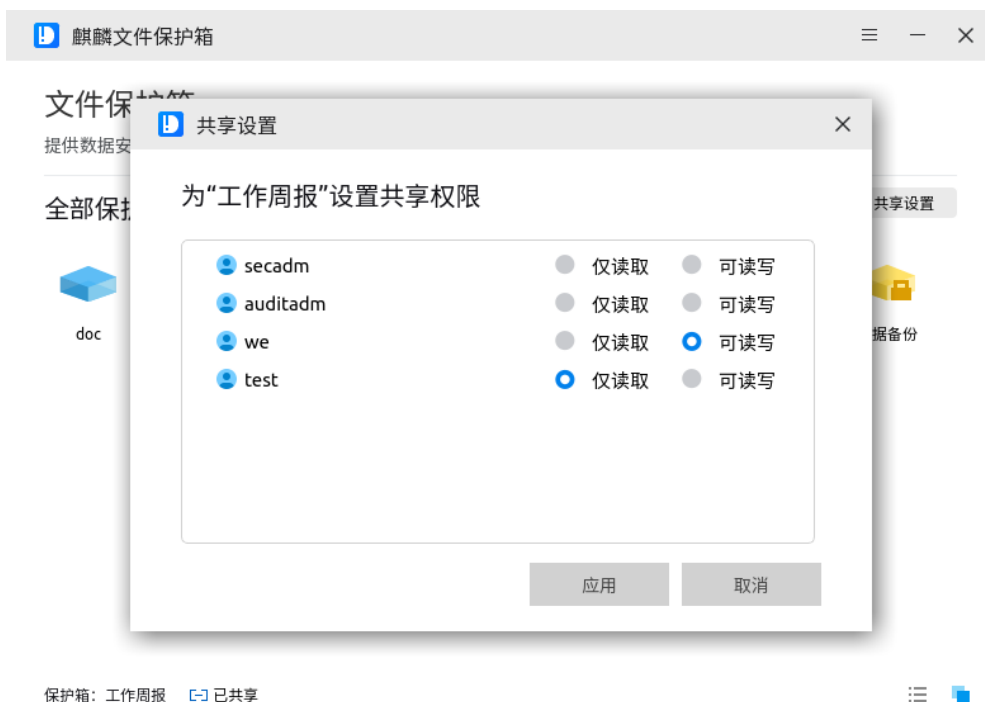 麒麟文件保护箱
文件保
提供数据安
共享设置
为“工作周报”设置共享权限
全部保
共享设置
secadm 仅读取 可读写
auditadm 仅读取 可读写
we 仅读取 可读写
test 仅读取 可读写
doc
据备份
应用 取消
保护箱：工作周报 已共享